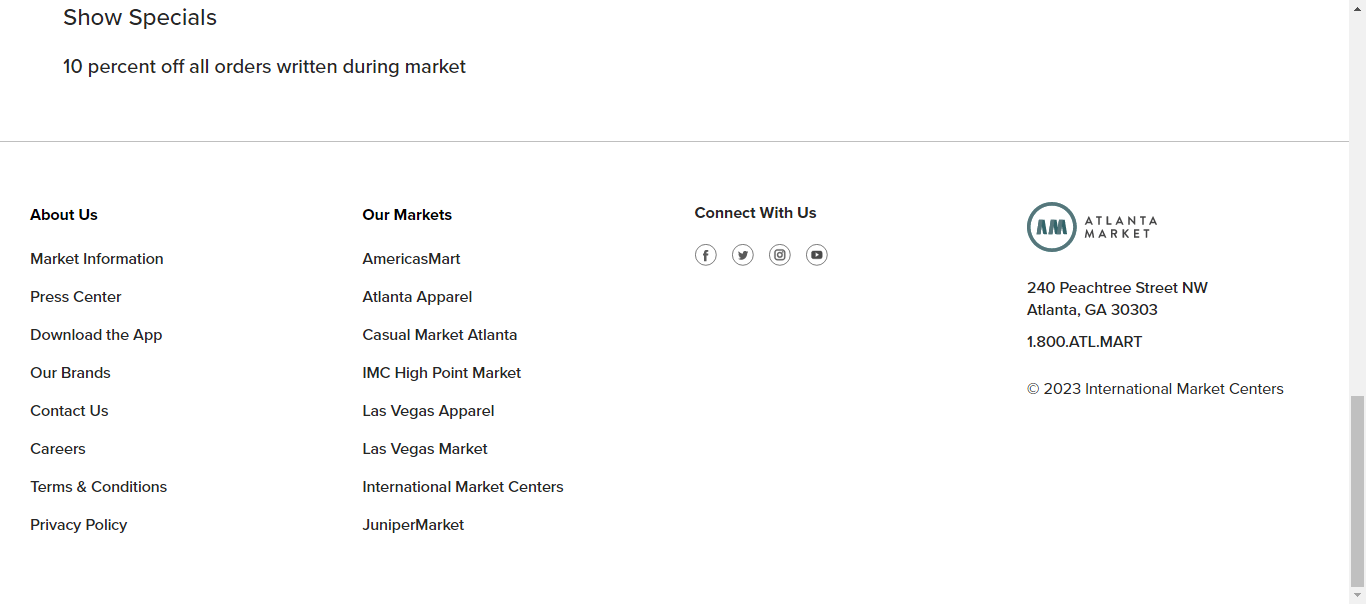 Show Specials
10 percent off all orders written during market
About Us
Market Information
Press Center
Download the App
Our Brands
Contact Us
Careers
Terms & Conditions
Privacy Policy
Our Markets
AmericasMart
Atlanta Apparel
Casual Market Atlanta
IMC High Point Market
Las Vegas Apparel
Las Vegas Market
International Market Centers
JuniperMarket
Connect With Us
AM
ATLANTA
MARKET
240 Peachtree Street NW
Atlanta, GA 30303
1.800.ATL.MART
© 2023 International Market Centers